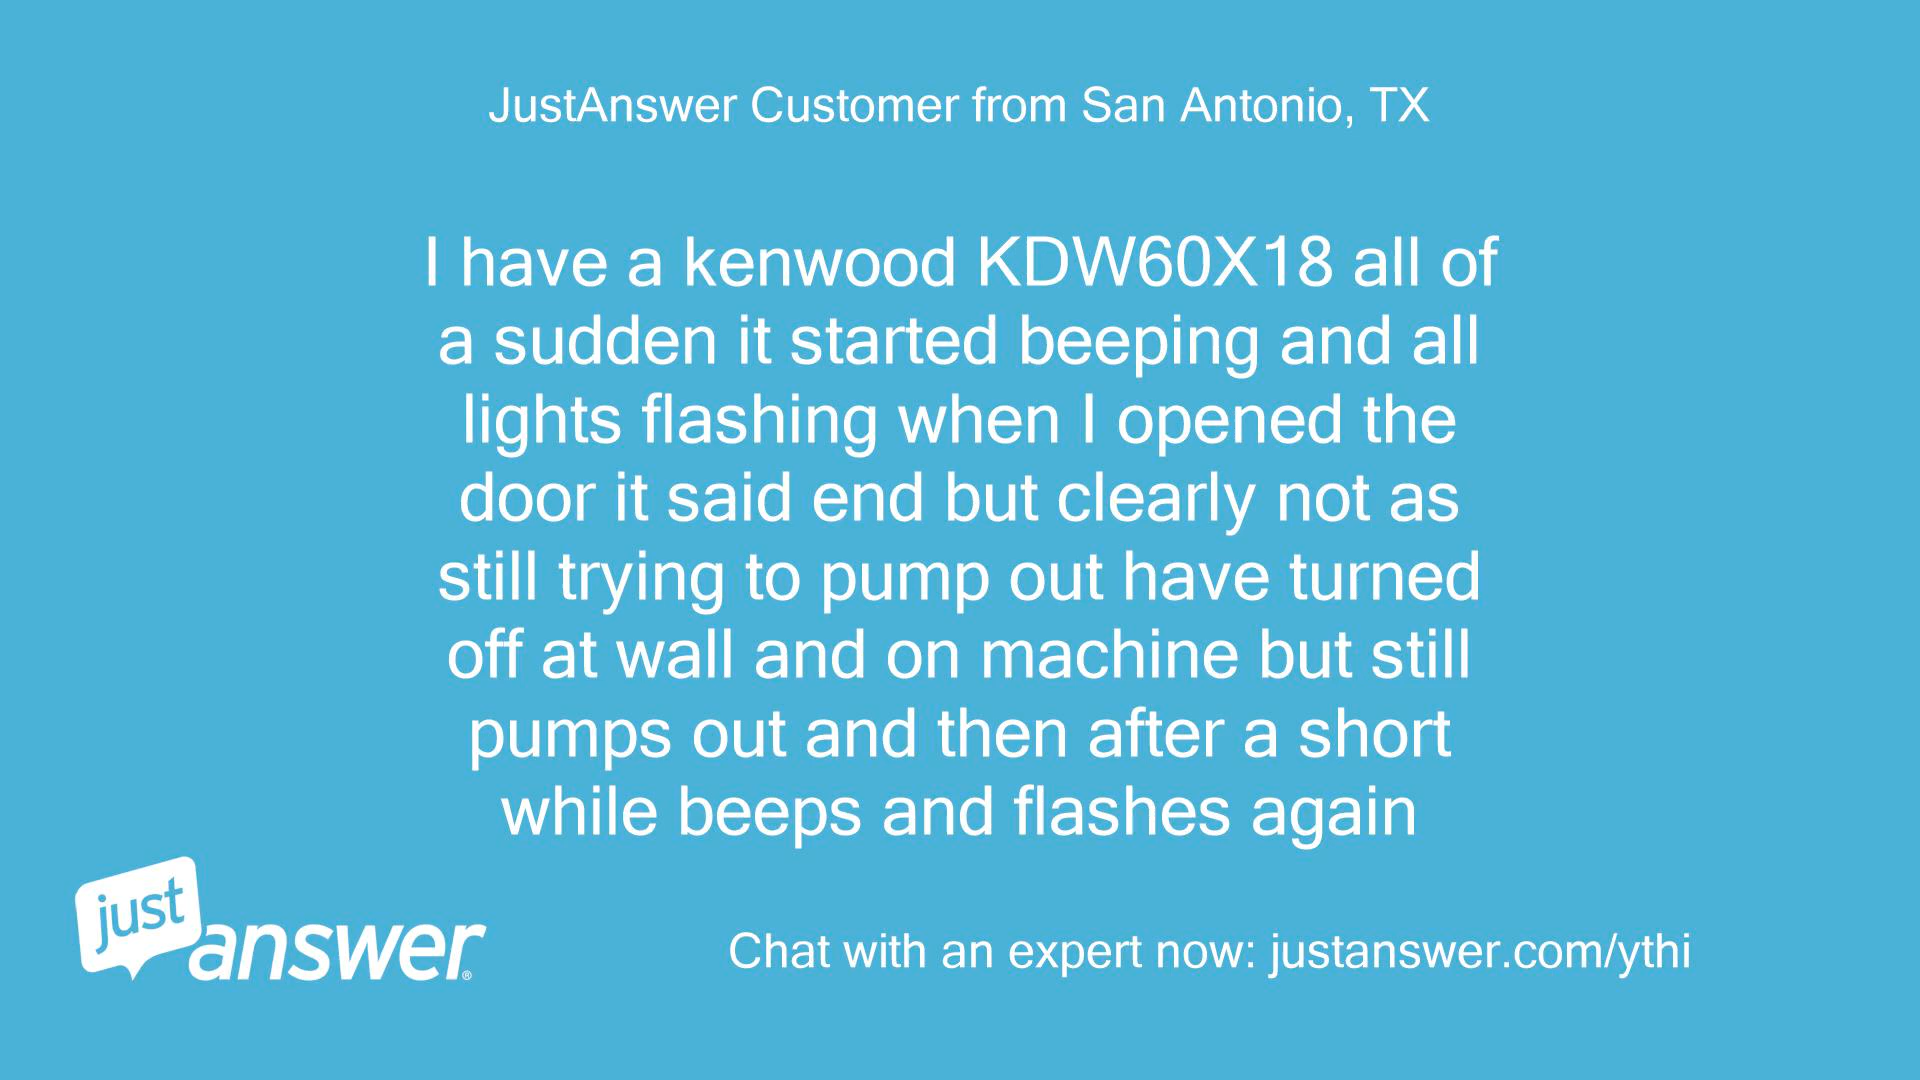 JustAnswer Customer from San Antonio, TX
I have a kenwood KDW60X18 all of
a sudden it started beeping and all
lights flashing when I opened the
door it said end but clearly not as
still trying to pump out have turned
off at wall and on machine but still
pumps out and then after a short
while beeps and flashes again
just
answer®
Chat with an expert now: justanswer.com/ythi